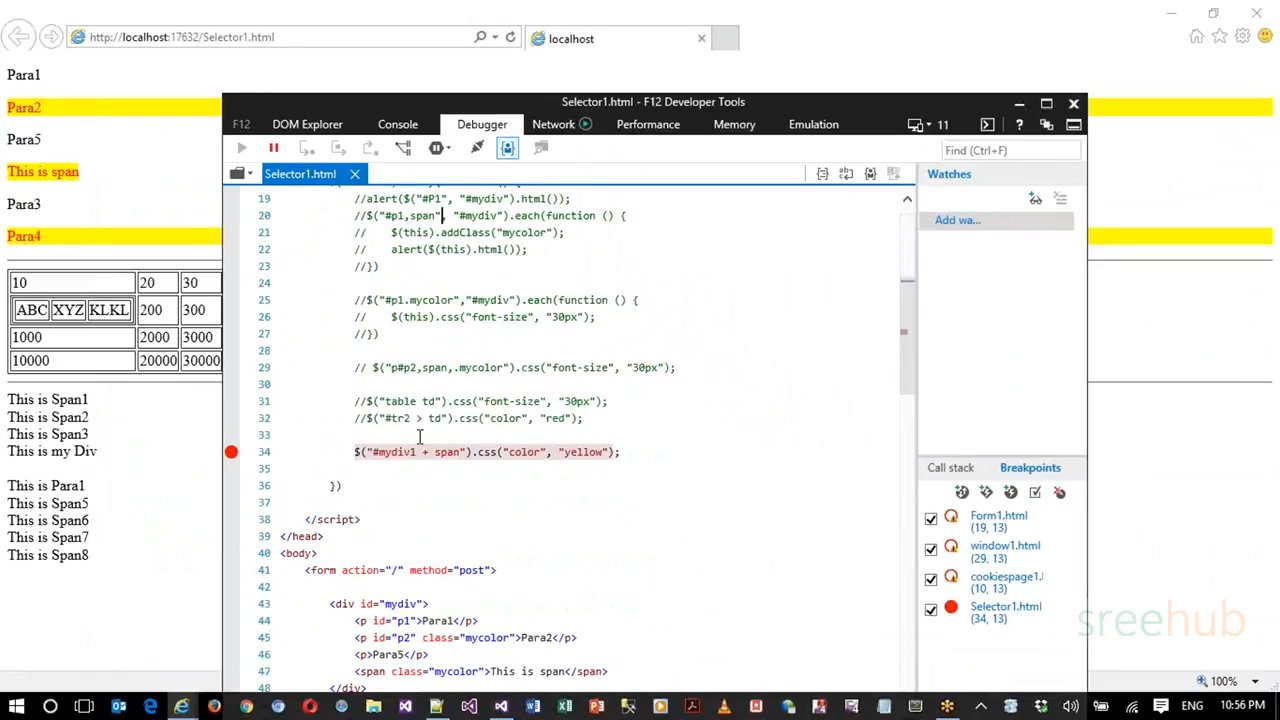 http://localhost:17632/Selector1.html
localhost
Para1
Para2
Para5
This is span
Para3
Para4
10 20 30
ABC XYZ KLKL 200 300
1000 2000 3000
10000 20000 30000
This is Span1
This is Span2
This is Span3
This is my Div
This is Para1
This is Span5
This is Span6
This is Span7
This is Span8
Selector1.html - F12 Developer Tools
F12 DOM Explorer Console Debugger Network Performance Memory Emulation 11 ?
Find (Ctrl+F)
Selector1.html
19 //alert($("#P1", "#mydiv").html());
20 //$("#p1,span", "#mydiv").each(function () {
21 // $(this).addClass("mycolor");
22 // alert($(this).html());
23 //})
24
25 //$("#p1.mycolor","#mydiv").each(function () {
26 // $(this).css("font-size", "30px");
27 //})
28
29 // $("p#p2,span,.mycolor").css("font-size", "30px");
30
31 //$("table td").css("font-size", "30px");
32 //$("#tr2 > td").css("color", "red");
33
34 $("#mydiv1 + span").css("color", "yellow");
35
36 })
37
38 </script>
39 </head>
40 <body>
41 <form action="/" method="post">
42
43 <div id="mydiv">
44 <p id="p1">Para1</p>
45 <p id="p2" class="mycolor">Para2</p>
46 <p>Para5</p>
47 <span class="mycolor">This is span</span>
48 </div>
Watches
Add wa...
Call stack Breakpoints
Form1.html
(19, 13)
window1.html
(29, 13)
cookiespage1.l
(10, 13)
Selector1.html
(34, 13)
sreehub
100%
10:56 PM